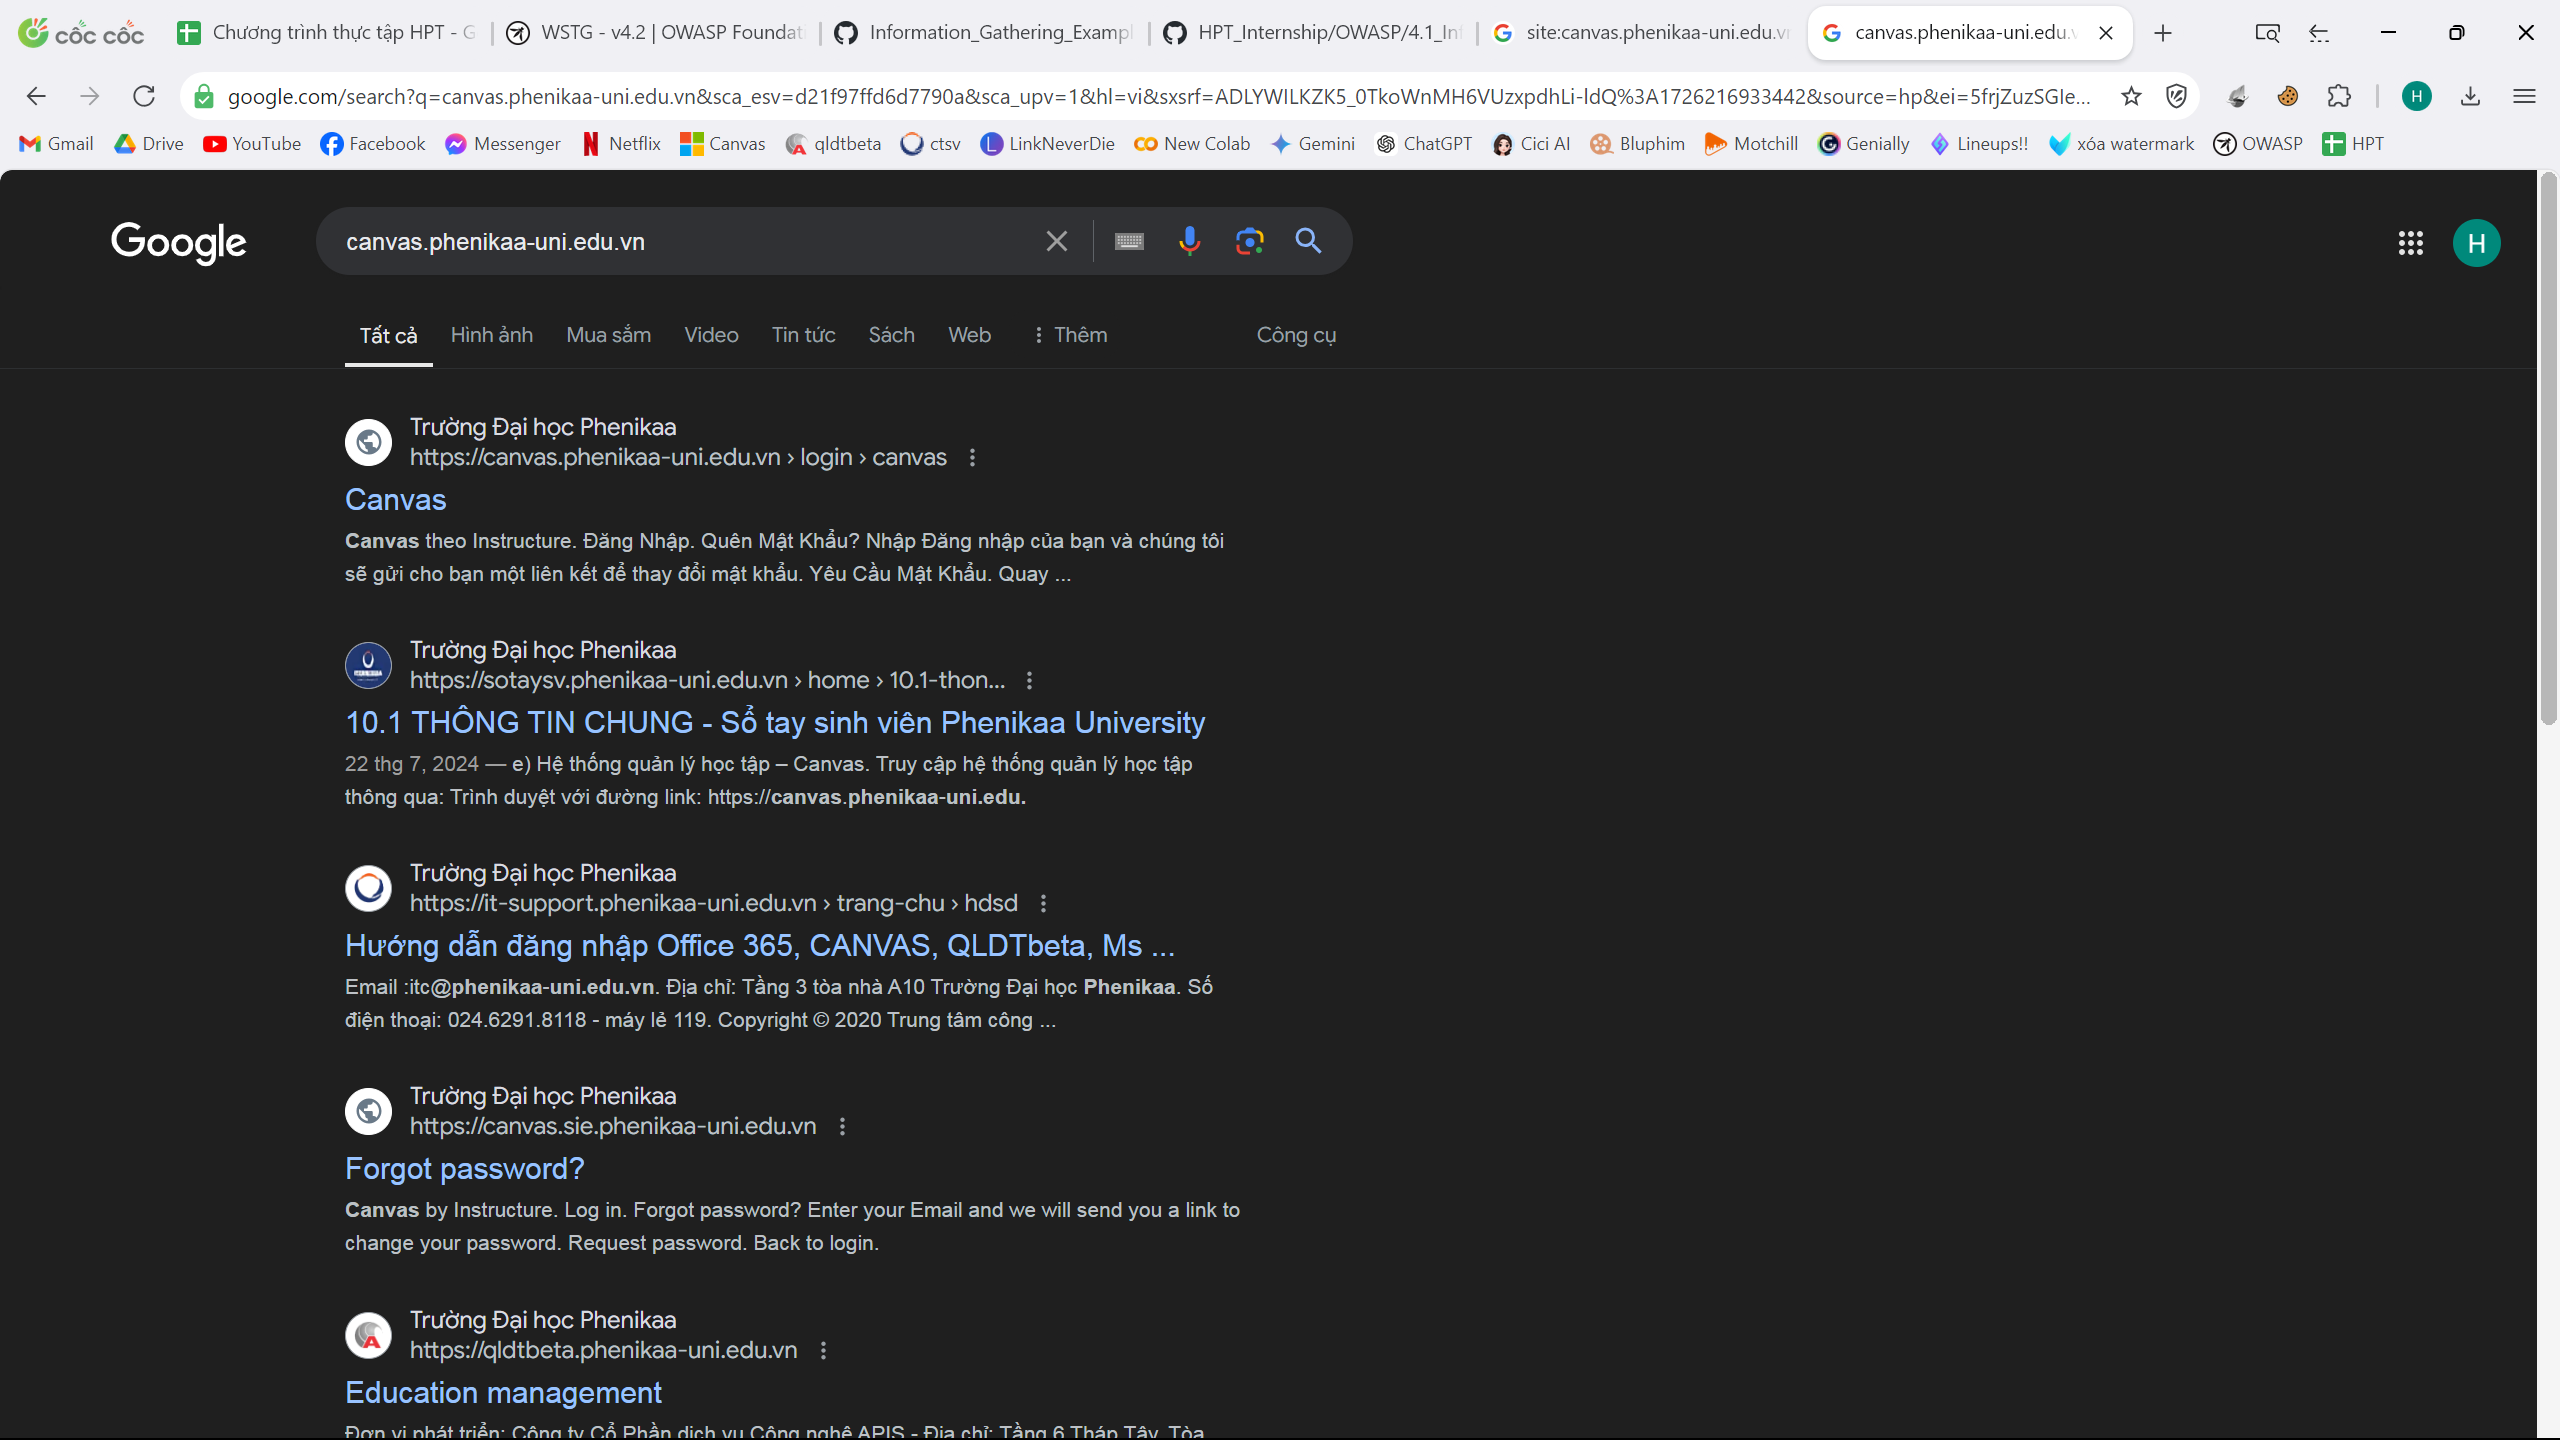 cốc cốc
Chương trình thực tập HPT - G
WSTG - v4.2 | OWASP Foundat
Information_Gathering_Exampl
HPT_Internship/OWASP/4.1_Inf
site:canvas.phenikaa-uni.edu.vn
canvas.phenikaa-uni.edu.v
google.com/search?q=canvas.phenikaa-uni.edu.vn&sca_esv=d21f97ffd6d7790a&sca_upv=1&hl=vi&sxsrf=ADLYWILKZK5_0TkoWnMH6VUzxpdhLi-ldQ%3A1726216933442&source=hp&ei=5frjZuzSGIe...
H
Gmail
Drive
YouTube
Facebook
Messenger
Netflix
Canvas
qldtbeta
ctsv
LinkNeverDie
New Colab
Gemini
ChatGPT
Cici AI
Bluphim
Motchill
Genially
Lineups!!
xóa watermark
OWASP
HPT
Google
canvas.phenikaa-uni.edu.vn
H
Tất cả
Hình ảnh
Mua sắm
Video
Tin tức
Sách
Web
Thêm
Công cụ
Trường Đại học Phenikaa
https://canvas.phenikaa-uni.edu.vn › login › canvas
Canvas
Canvas theo Instructure. Đăng Nhập. Quên Mật Khẩu? Nhập Đăng nhập của bạn và chúng tôi
sẽ gửi cho bạn một liên kết để thay đổi mật khẩu. Yêu Cầu Mật Khẩu. Quay ...
Trường Đại học Phenikaa
https://sotaysv.phenikaa-uni.edu.vn › home › 10.1-thon...
10.1 THÔNG TIN CHUNG - Sổ tay sinh viên Phenikaa University
22 thg 7, 2024 — e) Hệ thống quản lý học tập – Canvas. Truy cập hệ thống quản lý học tập
thông qua: Trình duyệt với đường link: https://canvas.phenikaa-uni.edu.
Trường Đại học Phenikaa
https://it-support.phenikaa-uni.edu.vn › trang-chu › hdsd
Hướng dẫn đăng nhập Office 365, CANVAS, QLDTbeta, Ms ...
Email :itc@phenikaa-uni.edu.vn. Địa chỉ: Tầng 3 tòa nhà A10 Trường Đại học Phenikaa. Số
điện thoại: 024.6291.8118 - máy lẻ 119. Copyright © 2020 Trung tâm công ...
Trường Đại học Phenikaa
https://canvas.sie.phenikaa-uni.edu.vn
Forgot password?
Canvas by Instructure. Log in. Forgot password? Enter your Email and we will send you a link to
change your password. Request password. Back to login.
Trường Đại học Phenikaa
https://qldtbeta.phenikaa-uni.edu.vn
Education management
Đơn vị phát triển: Công ty Cổ Phần dịch vụ Công nghệ APIS - Địa chỉ: Tầng 6 Tháp Tây, Tòa